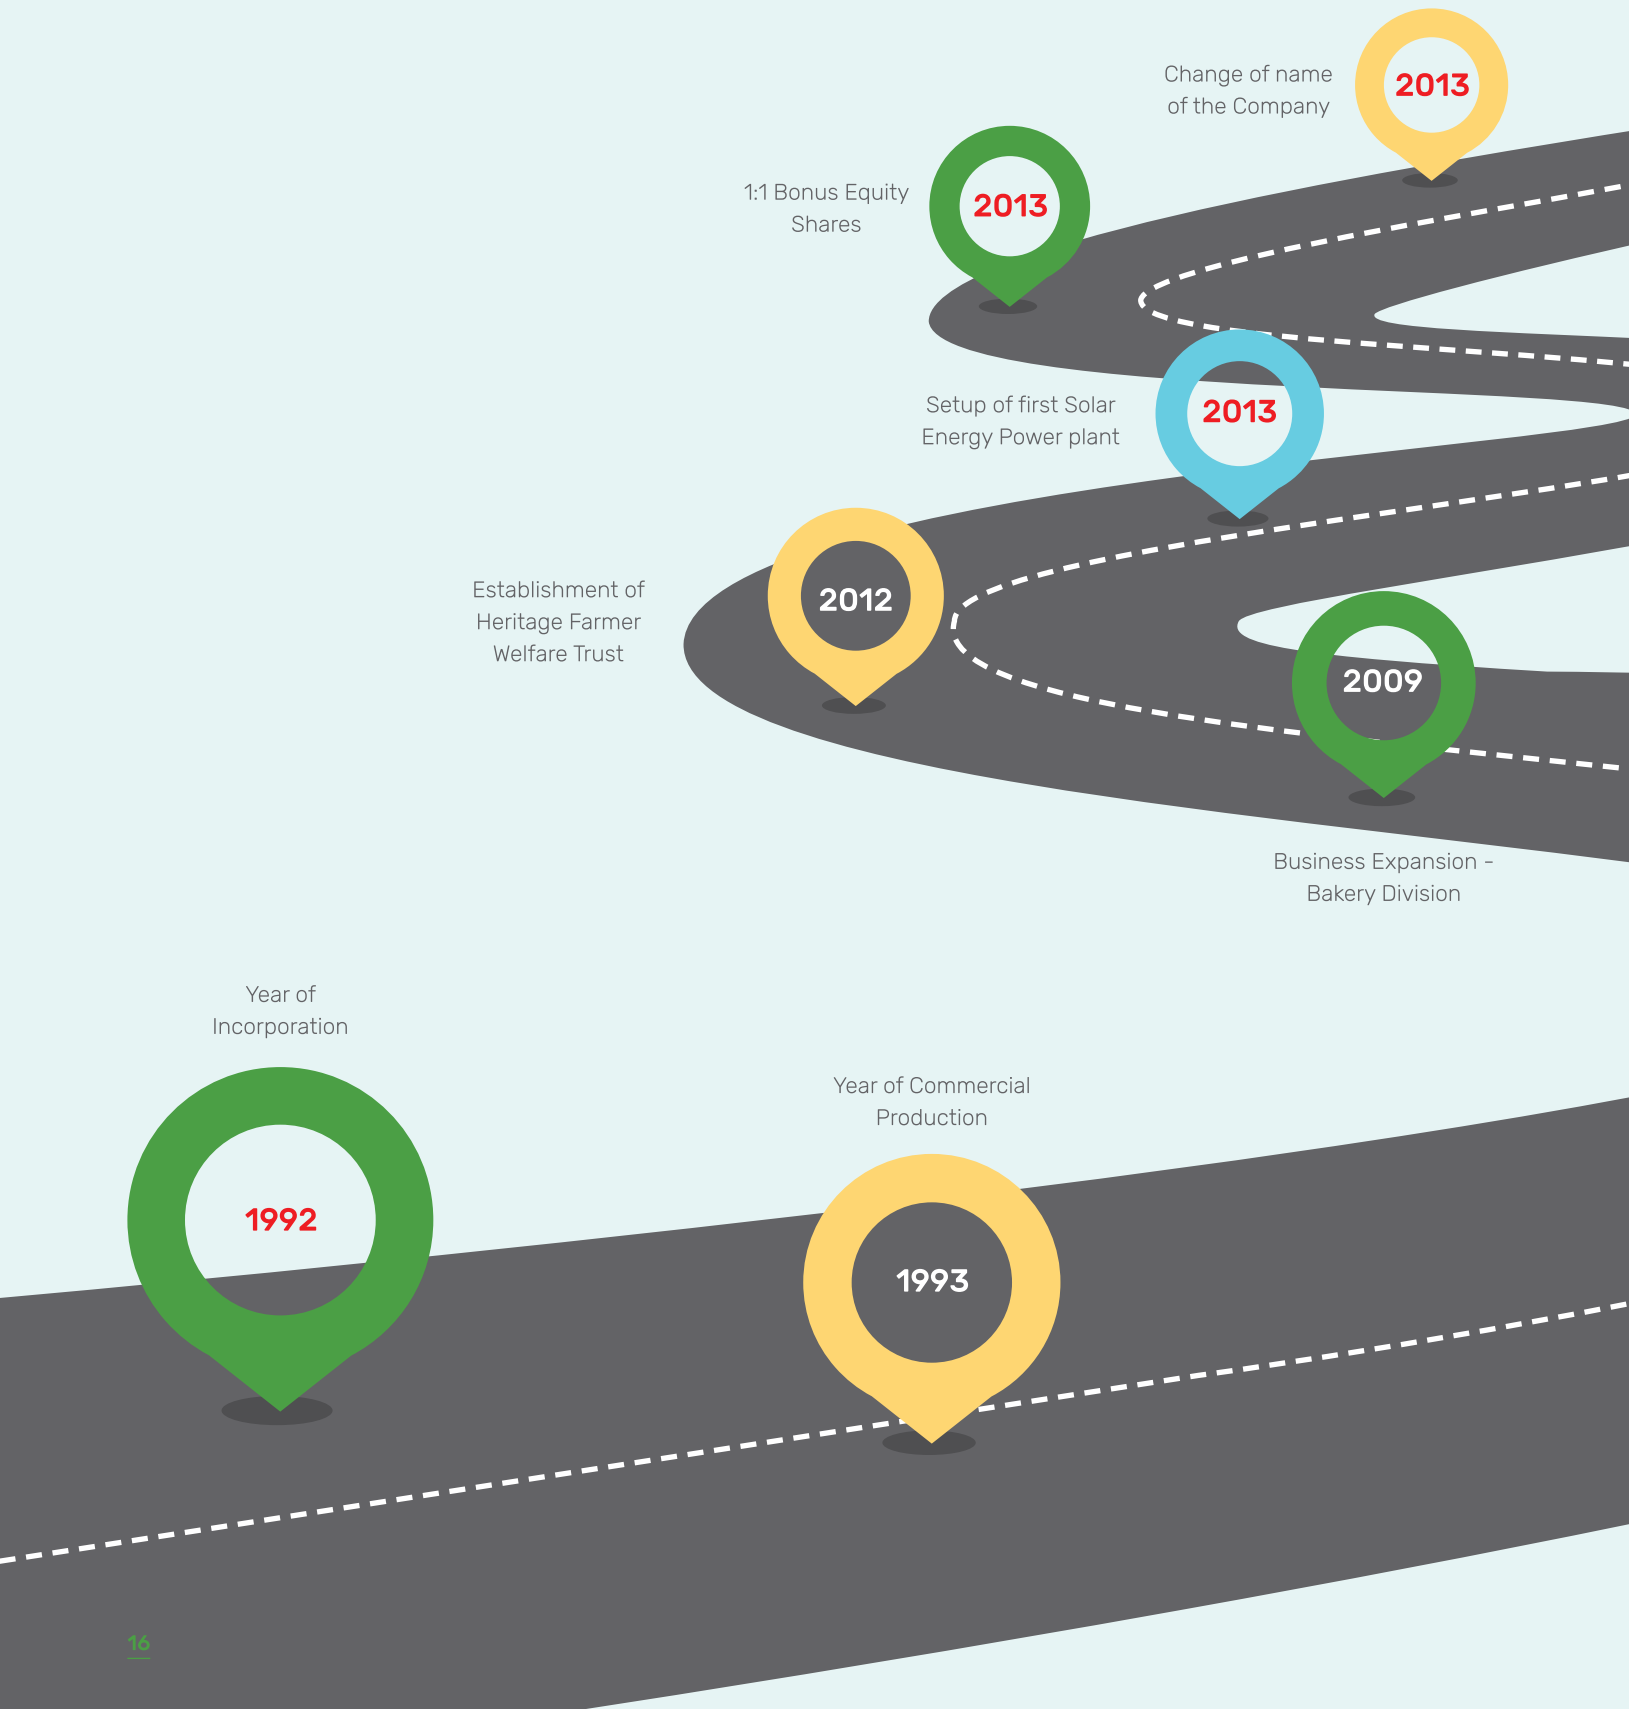 Change of name
of the Company
2013
1:1 Bonus Equity
Shares
2013
Setup of first Solar
Energy Power plant
2013
Establishment of
Heritage Farmer
Welfare Trust
2012
2009
Business Expansion -
Bakery Division
Year of
Incorporation
1992
Year of Commercial
Production
1993
16